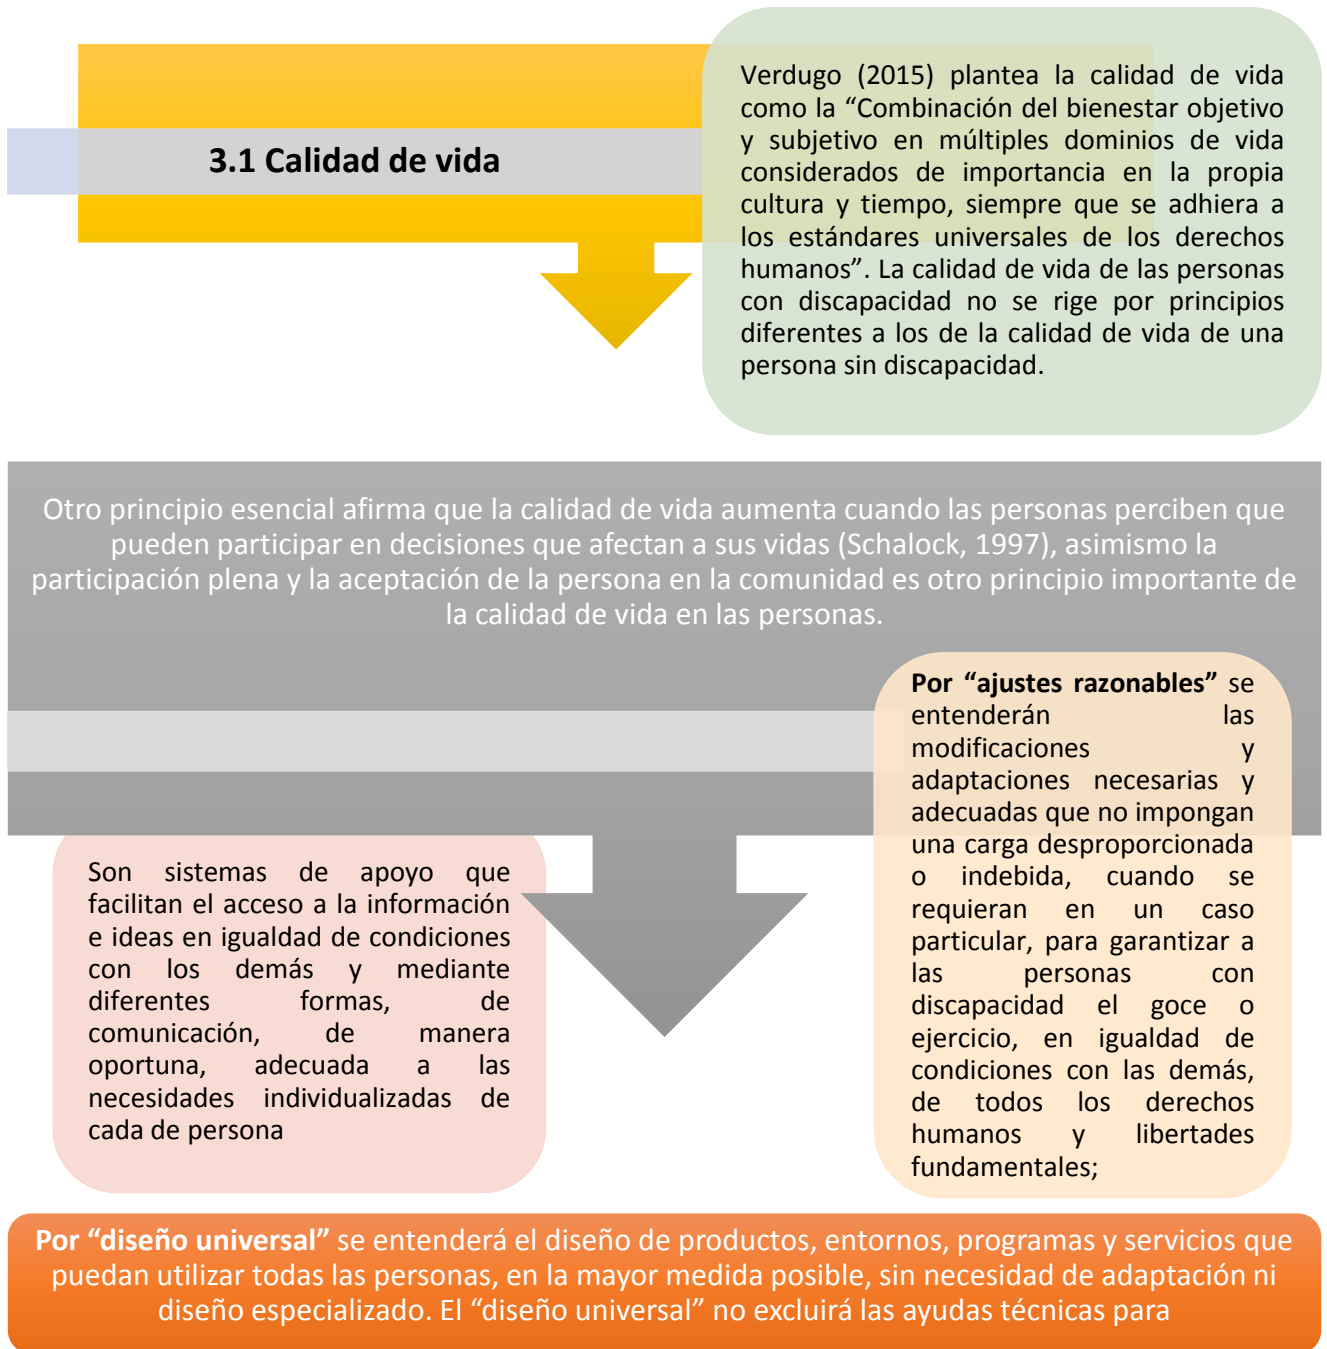 3.1 Calidad de vida
Verdugo (2015) plantea la calidad de vida
como la “Combinación del bienestar objetivo
y subjetivo en múltiples dominios de vida
considerados de importancia en la propia
cultura y tiempo, siempre que se adhiera a
los estándares universales de los derechos
humanos”. La calidad de vida de las personas
con discapacidad no se rige por principios
diferentes a los de la calidad de vida de una
persona sin discapacidad.
Otro principio esencial afirma que la calidad de vida aumenta cuando las personas perciben que
pueden participar en decisiones que afectan a sus vidas (Schalock, 1997), asimismo la
participación plena y la aceptación de la persona en la comunidad es otro principio importante de
la calidad de vida en las personas.
Son sistemas de apoyo que
facilitan el acceso a la información
e ideas en igualdad de condiciones
con los demás y mediante
diferentes formas, de
comunicación, de manera
oportuna, adecuada a las
necesidades individualizadas de
cada de persona
Por “ajustes razonables” se
entenderán las
modificaciones y
adaptaciones necesarias y
adecuadas que no impongan
una carga desproporcionada
o indebida, cuando se
requieran en un caso
particular, para garantizar a
las personas con
discapacidad el goce o
ejercicio, en igualdad de
condiciones con las demás,
de todos los derechos
humanos y libertades
fundamentales;
Por “diseño universal” se entenderá el diseño de productos, entornos, programas y servicios que
puedan utilizar todas las personas, en la mayor medida posible, sin necesidad de adaptación ni
diseño especializado. El “diseño universal” no excluirá las ayudas técnicas para